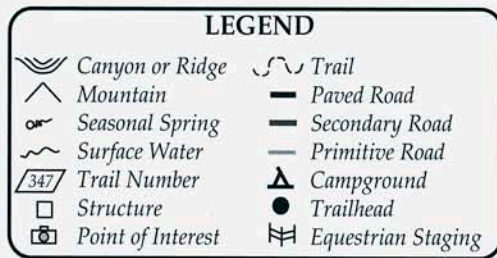 LEGEND
Canyon or Ridge
Mountain
Seasonal Spring
Surface Water
347 Trail Number
Structure
Point of Interest
Trail
Paved Road
Secondary Road
Primitive Road
Campground
Trailhead
Equestrian Staging